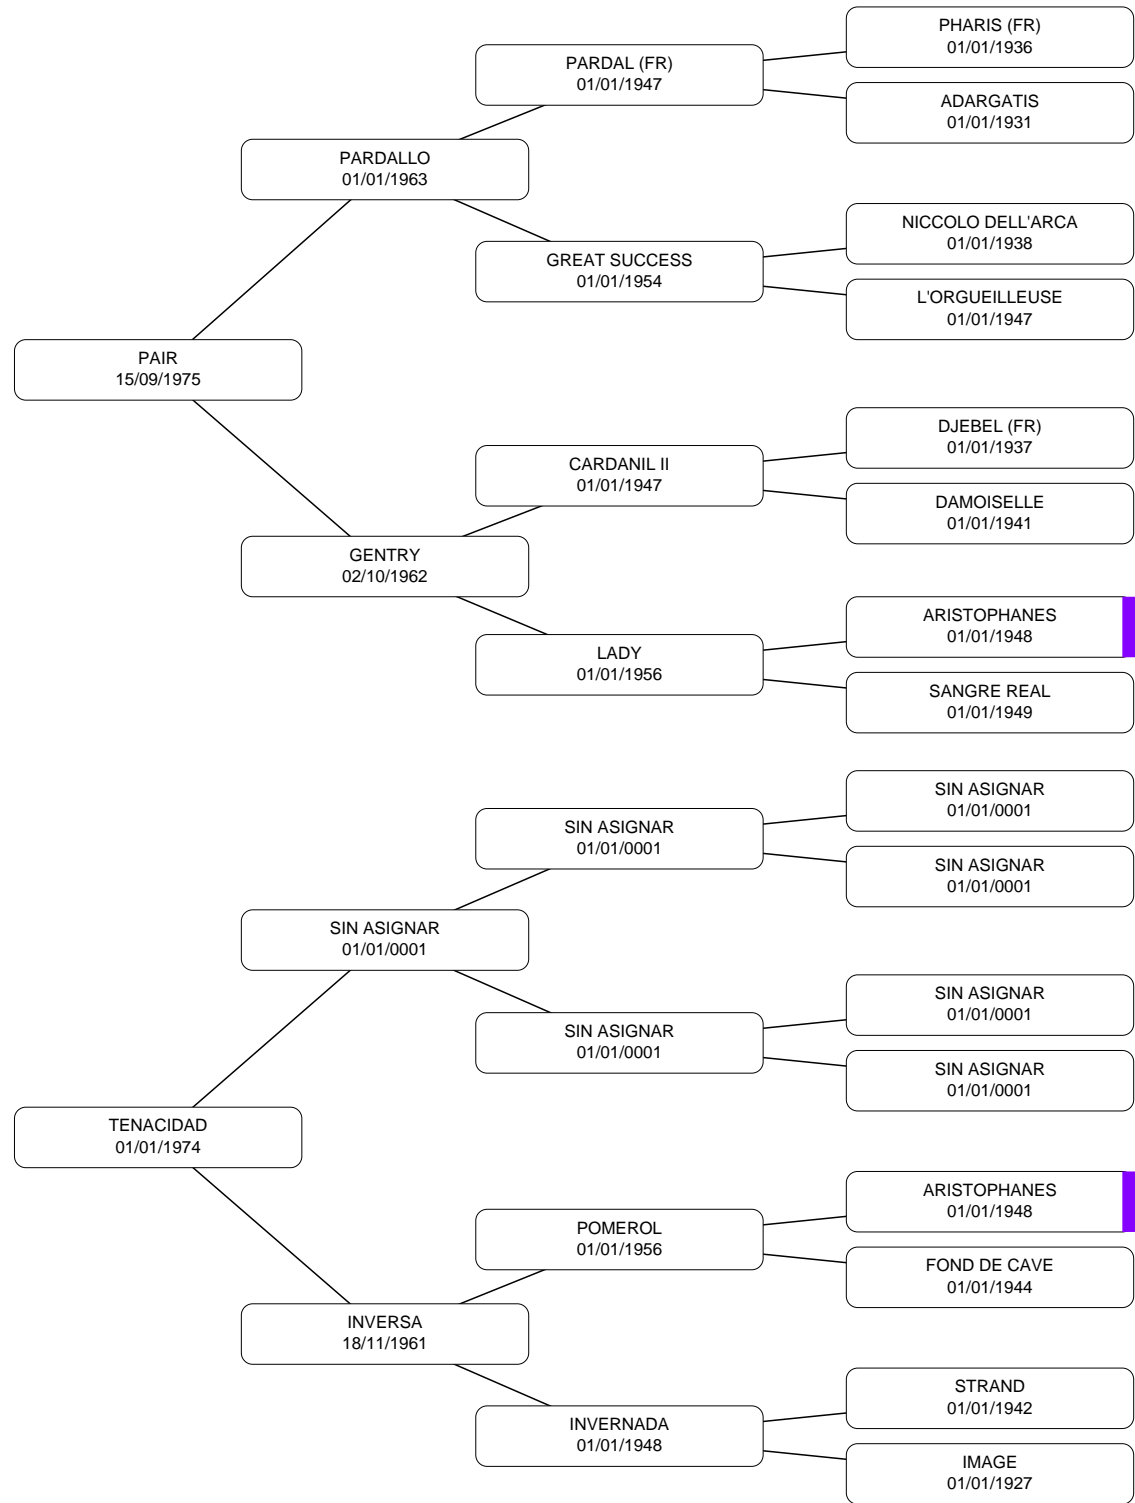 PHARIS (FR)
01/01/1936
PARDAL (FR)
01/01/1947
ADARGATIS
01/01/1931
PARDALLO
01/01/1963
NICCOLO DELL'ARCA
01/01/1938
GREAT SUCCESS
01/01/1954
L'ORGUEILLEUSE
01/01/1947
PAIR
15/09/1975
DJEBEL (FR)
01/01/1937
CARDANIL II
01/01/1947
DAMOISELLE
01/01/1941
GENTRY
02/10/1962
ARISTOPHANES
01/01/1948
LADY
01/01/1956
SANGRE REAL
01/01/1949
SIN ASIGNAR
01/01/0001
SIN ASIGNAR
01/01/0001
SIN ASIGNAR
01/01/0001
SIN ASIGNAR
01/01/0001
SIN ASIGNAR
01/01/0001
SIN ASIGNAR
01/01/0001
SIN ASIGNAR
01/01/0001
TENACIDAD
01/01/1974
ARISTOPHANES
01/01/1948
POMEROL
01/01/1956
FOND DE CAVE
01/01/1944
INVERSA
18/11/1961
STRAND
01/01/1942
INVERNADA
01/01/1948
IMAGE
01/01/1927